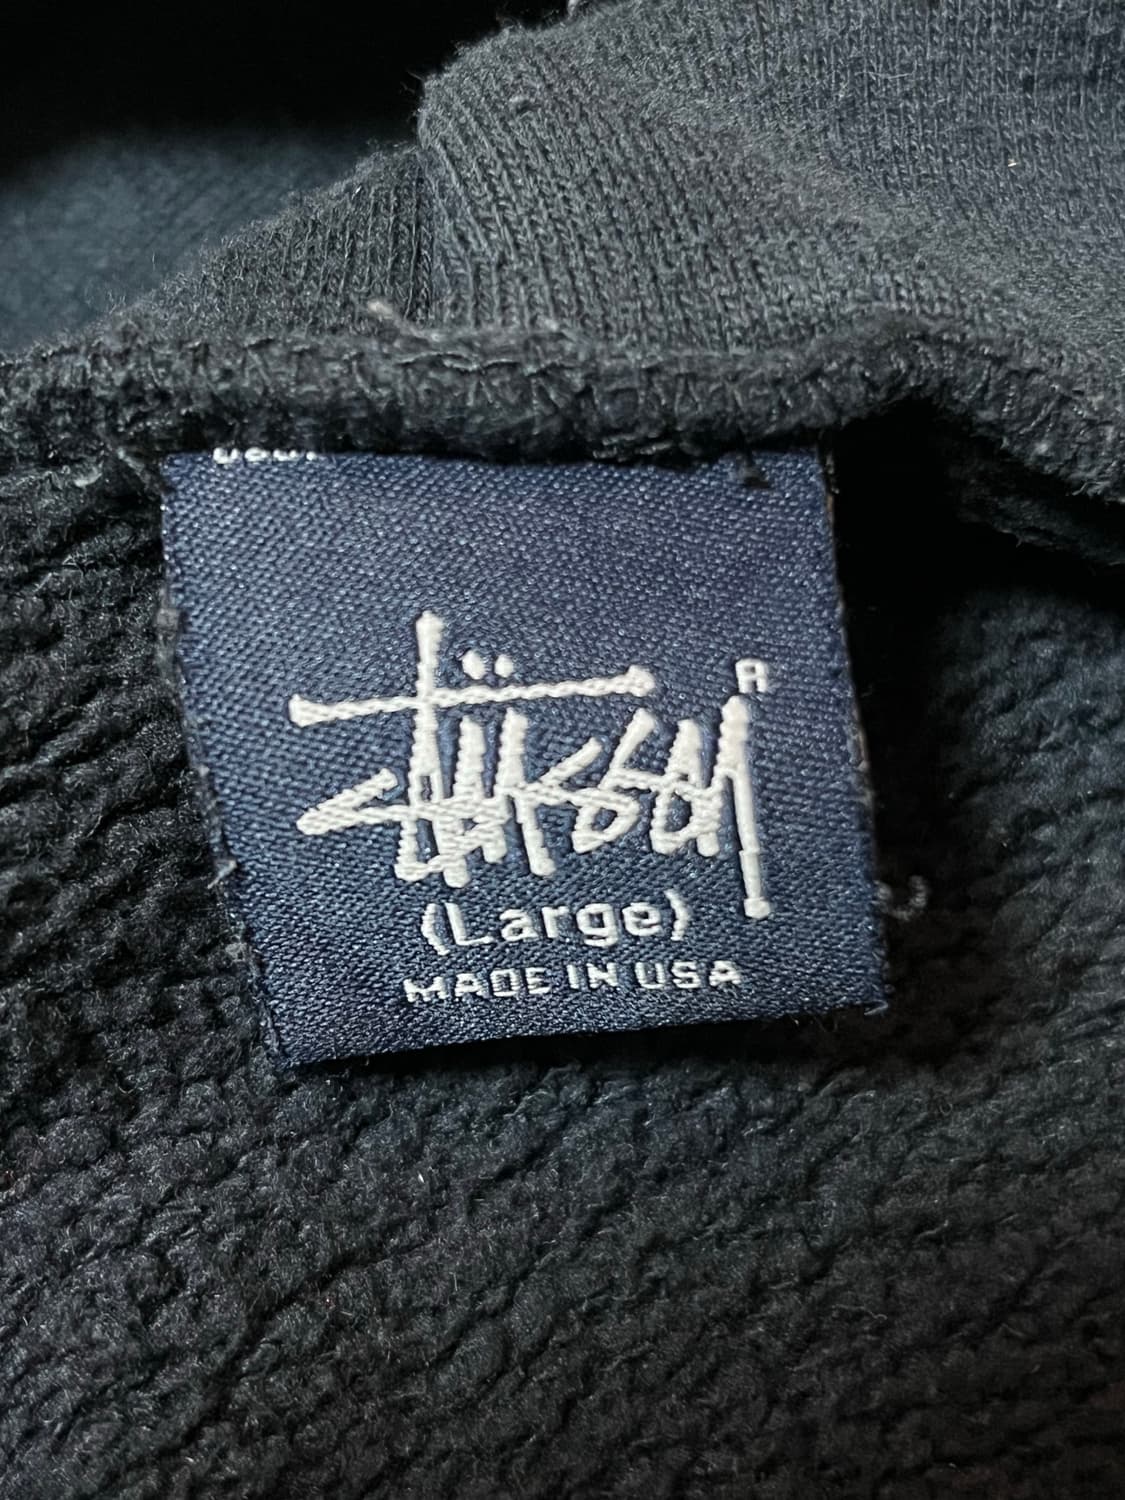 Stüssy
®
(Large)
MADE IN USA